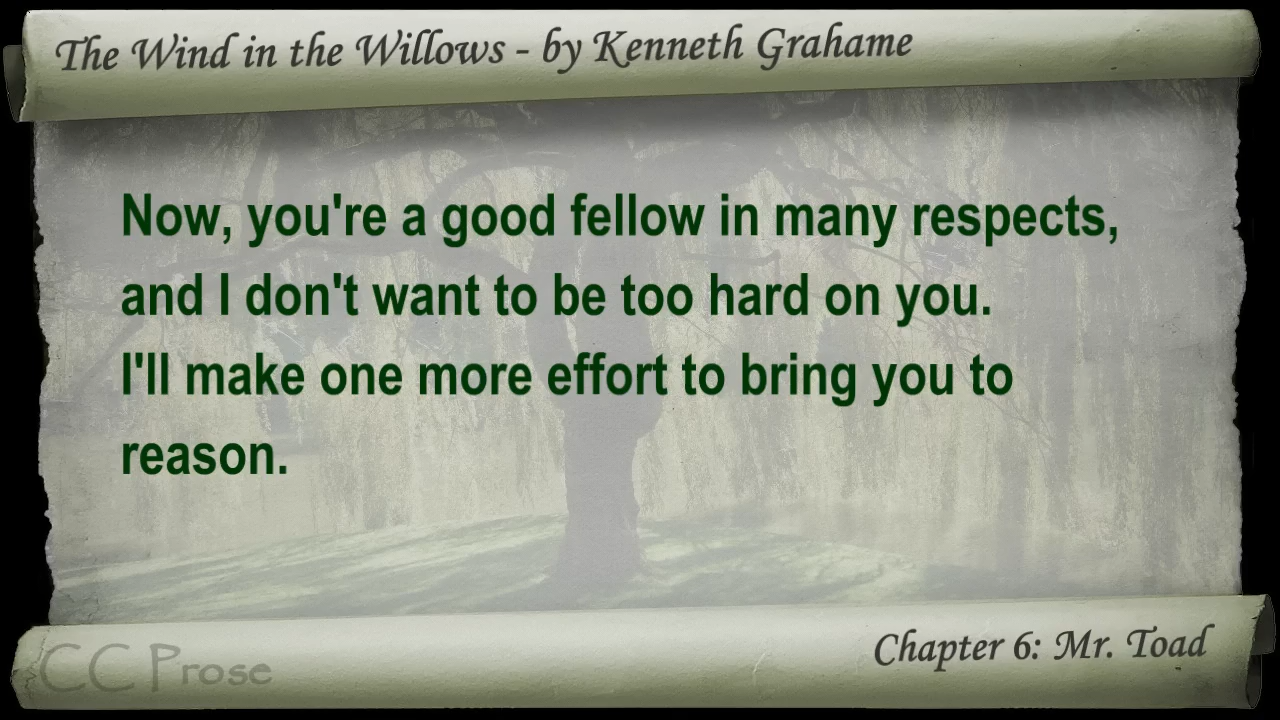 The Wind in the Willows - by Kenneth Grahame
Now, you're a good fellow in many respects,
and I don't want to be too hard on you.
I'll make one more effort to bring you to
reason.
Chapter 6: Mr. Toad
CC Prose